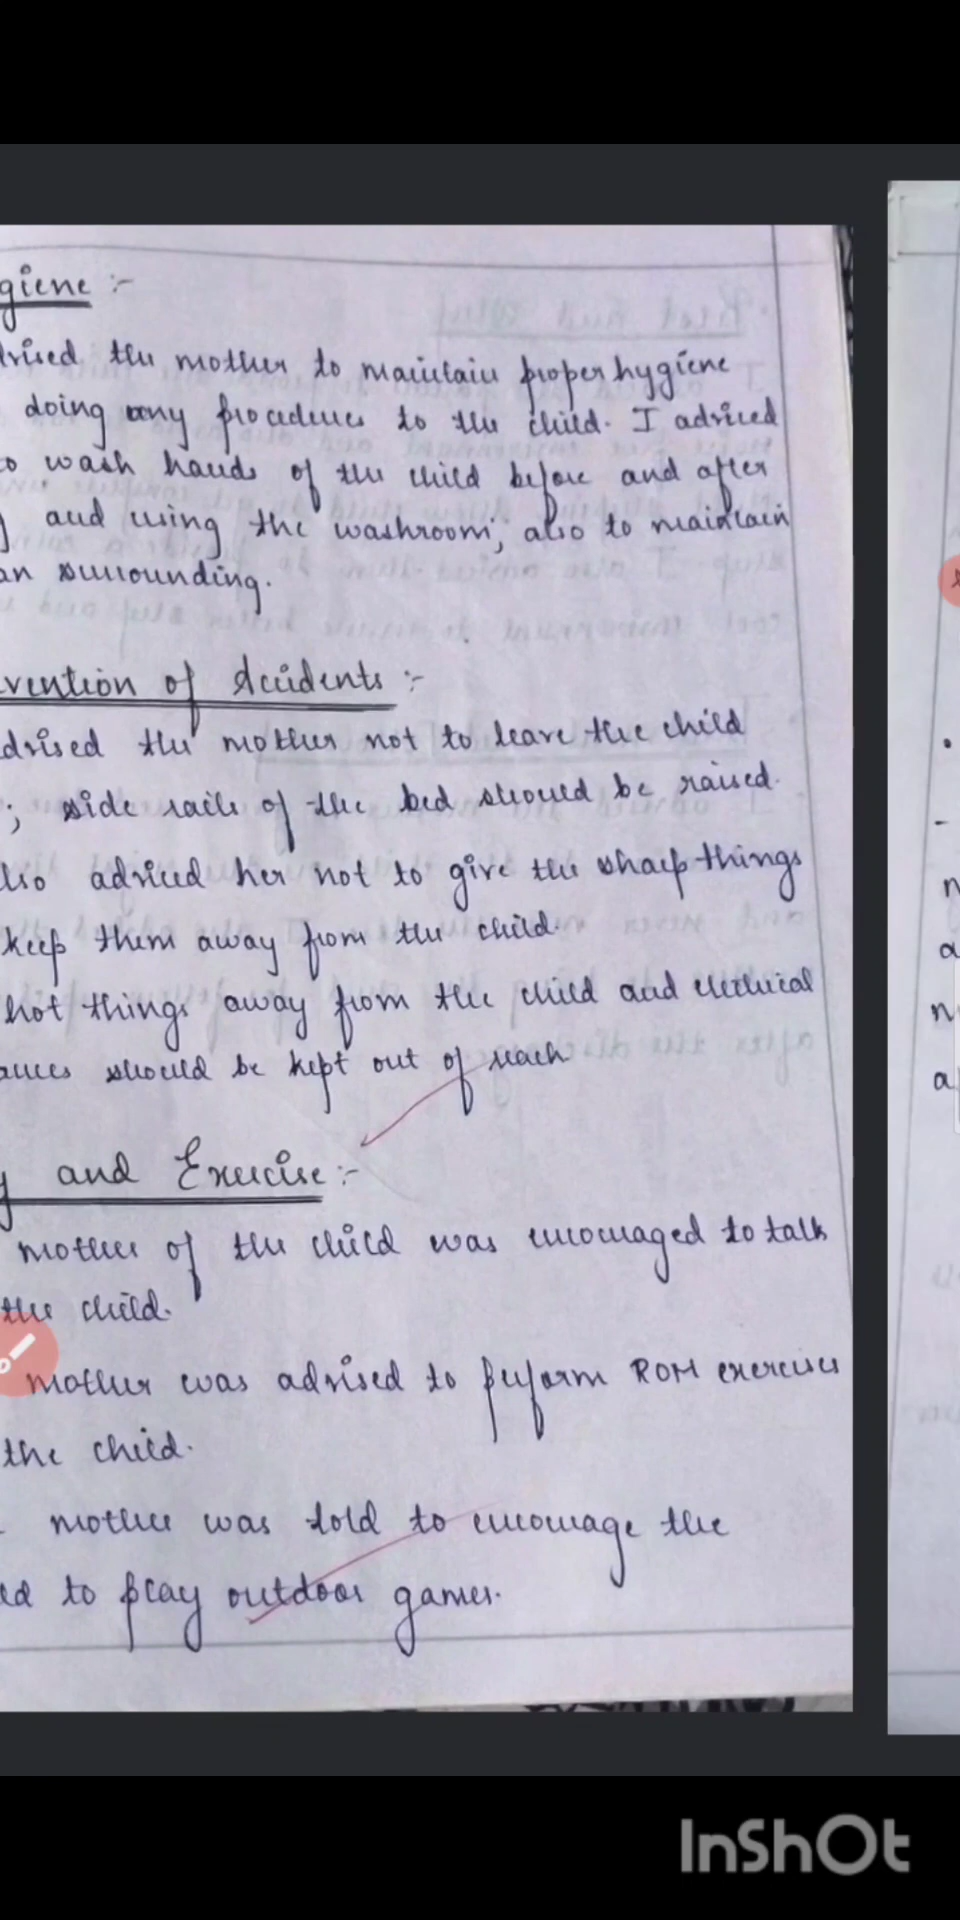 giene :-
vised the mother to maintain proper hygiene
doing any procedures to the child. I adviced
to wash hands of the child before and after
g and using the washroom; also to maintain
an surrounding.
vention of Accidents :-
dvised the mother not to leave the child
; side rails of the bed should be raised.
lso adviced her not to give the sharp things
keep them away from the child.
hot things away from the child and electrical
ances should be kept out of reach
y and Exercise :-
mother of the child was encouraged to talk
the child.
mother was advised to perform ROM exercises
the child.
mother was told to encourage the
ld to play outdoor games.
InShOt